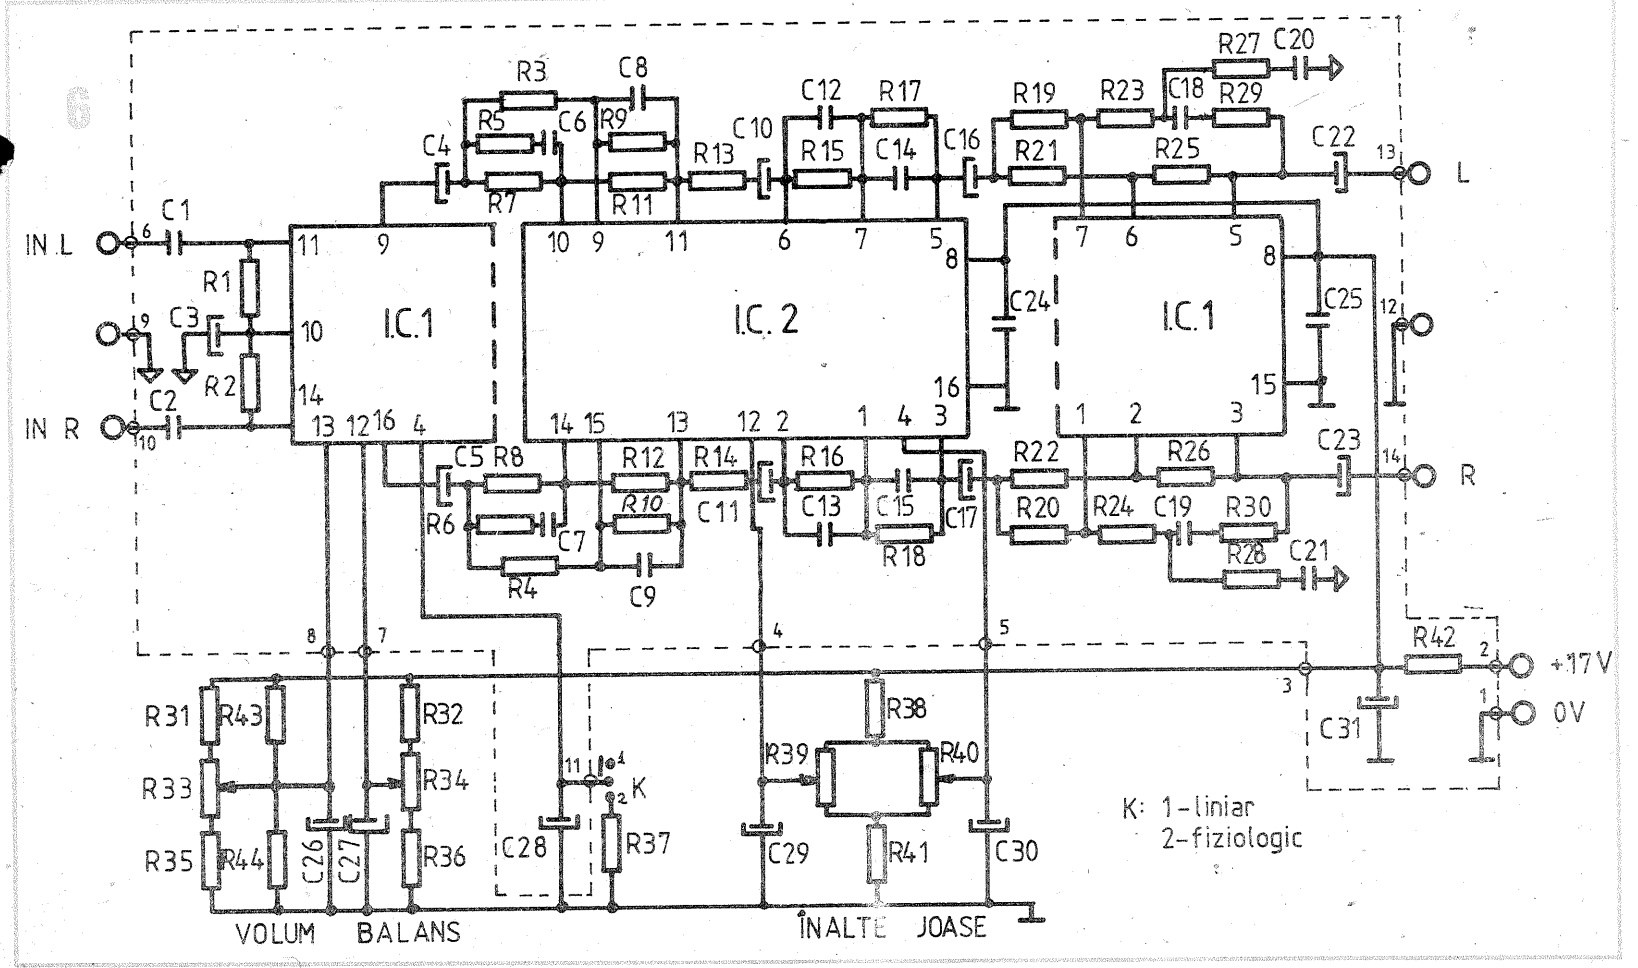 6
R27 C20
R3 C8
C12 R17 R19 R23 C18 R29
R5 C6 R9
C4 C10 C16 C22 13
R13 R15 C14 R21 R25 L
R7 R11
C1
6
IN L 11 9 10 9 11 6 7 5 7 6 5
8 8
R1
9 C3 10 I.C.1 I.C. 2 C24 I.C.1 C25 12
R2 14 16 15
C2
IN R 13 12 16 4 14 15 13 12 2 1 4 3 1 2 3
10
C5 R8 R12 R14 R16 R22 R26 C23 14
R
R6 R10 C11 C13 C15 C17 R20 R24 C19 R30
C7 R18 R28 C21
R4 C9
8 7 4 5 R42 2
+17V
3 1
R31 R43 R32 R38 C31 0V
R33 R34 11 1 R39 R40
2 K
K: 1-liniar
2-fiziologic
R35 R44 C26 C27 R36 C28 R37 C29 R41 C30
VOLUM BALANS ÎNALTE JOASE